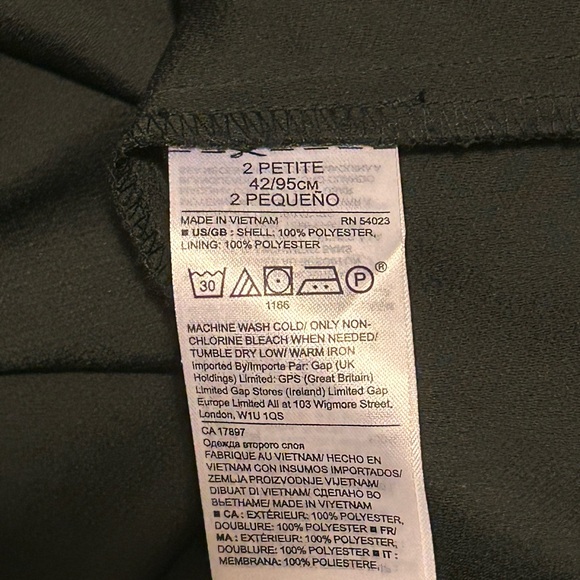 2 PETITE
42/95CM
2 PEQUEÑO
MADE IN VIETNAM RN 54023
■ US/GB : SHELL: 100% POLYESTER,
LINING: 100% POLYESTER
30 P ®
1166
MACHINE WASH COLD/ ONLY NON-
CHLORINE BLEACH WHEN NEEDED/
TUMBLE DRY LOW/ WARM IRON
Imported By/Importe Par: Gap (UK
Holdings) Limited: GPS (Great Britain)
Limited Gap Stores (Ireland) Limited Gap
Europe Limited All at 103 Wigmore Street.
London, W1U 1QS
CA 17897
Одежда второго слоя
FABRIQUE AU VIETNAM/ HECHO EN
VIETNAM CON INSUMOS IMPORTADOS/
ZEMLJA PROIZVODNJE VIJETNAM/
DIBUAT DI VIETNAM/ СДЕЛАНО ВО
ВЬЕТНАМЕ/ MADE IN VIYETNAM
■ CA : EXTÉRIEUR: 100% POLYESTER,
DOUBLURE: 100% POLYESTER ■ FR/
MA : EXTÉRIEUR: 100% POLYESTER,
DOUBLURE: 100% POLYESTER ■ IT :
MEMBRANA: 100% POLIESTERE,